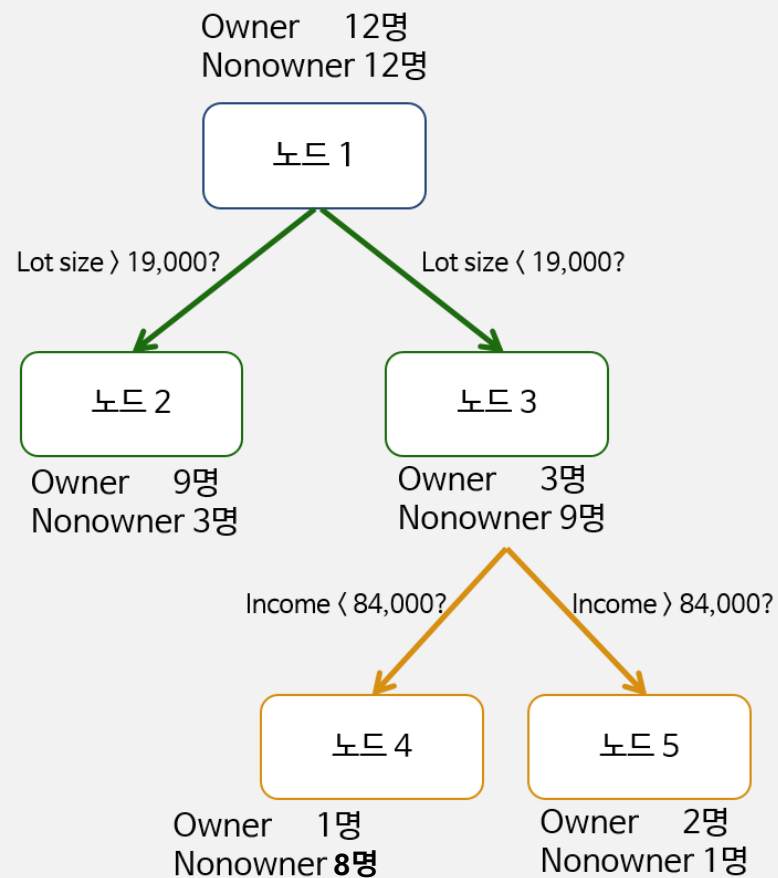 Owner 12명
Nonowner 12명
노드 1
Lot size > 19,000?
Lot size < 19,000?
노드 2
노드 3
Owner 9명
Nonowner 3명
Owner 3명
Nonowner 9명
Income < 84,000?
Income > 84,000?
노드 4
노드 5
Owner 1명
Nonowner 8명
Owner 2명
Nonowner 1명